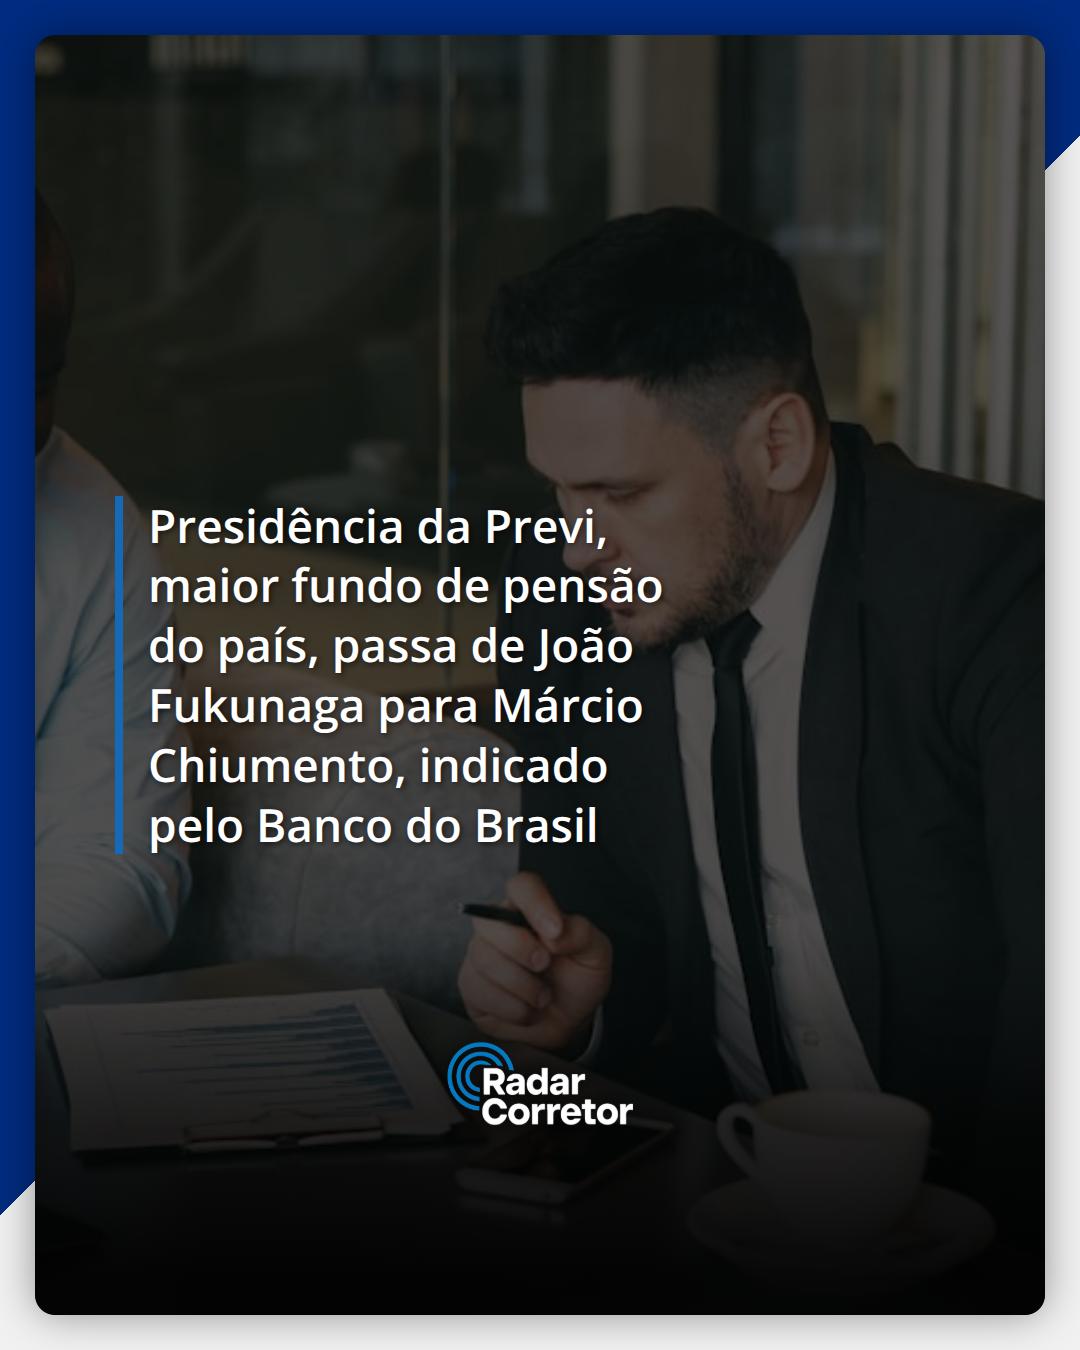 Presidência da Previ,
maior fundo de pensão
do país, passa de João
Fukunaga para Márcio
Chiumento, indicado
pelo Banco do Brasil
Radar
Corretor